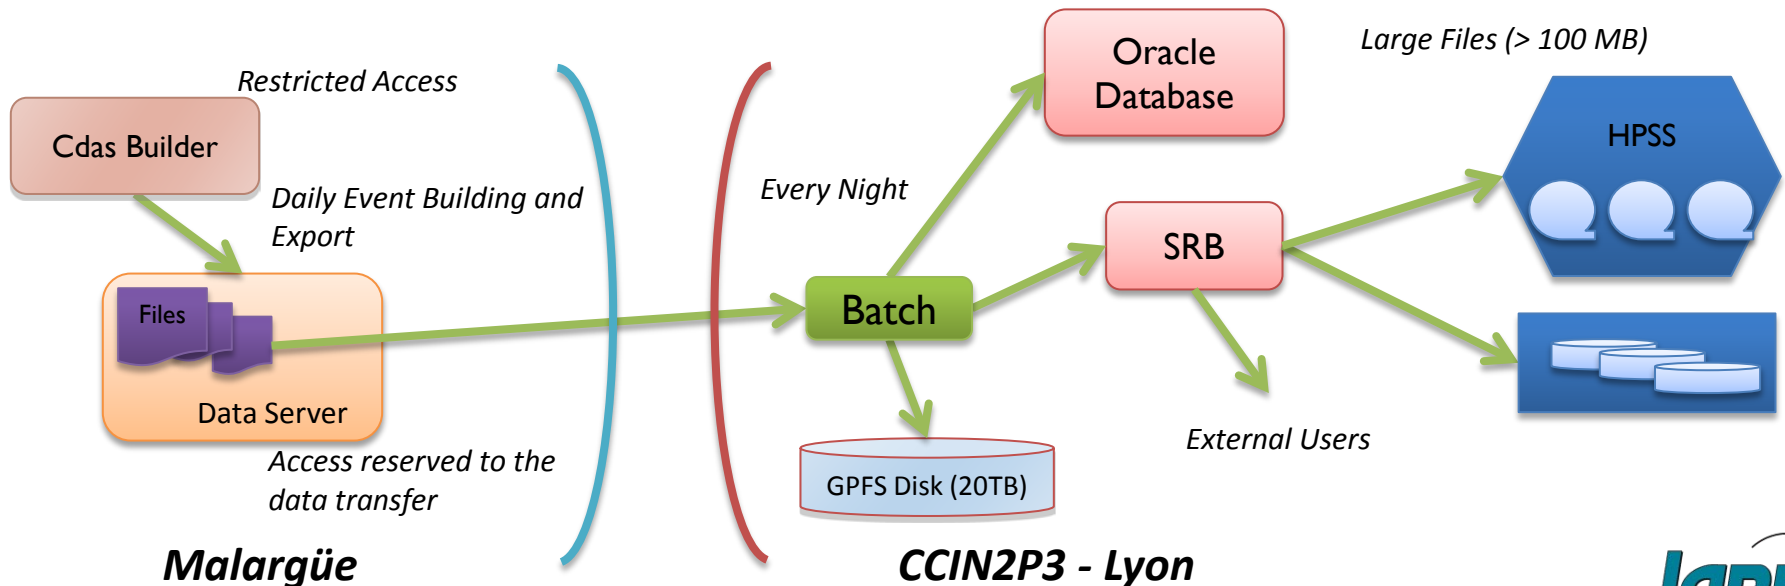 Restricted Access
Cdas Builder
Daily Event Building and
Export
Files
Data Server
Access reserved to the
data transfer
Malargüe
Every Night
Batch
Oracle
Database
SRB
GPFS Disk (20TB)
External Users
Large Files (> 100 MB)
HPSS
CCIN2P3 - Lyon